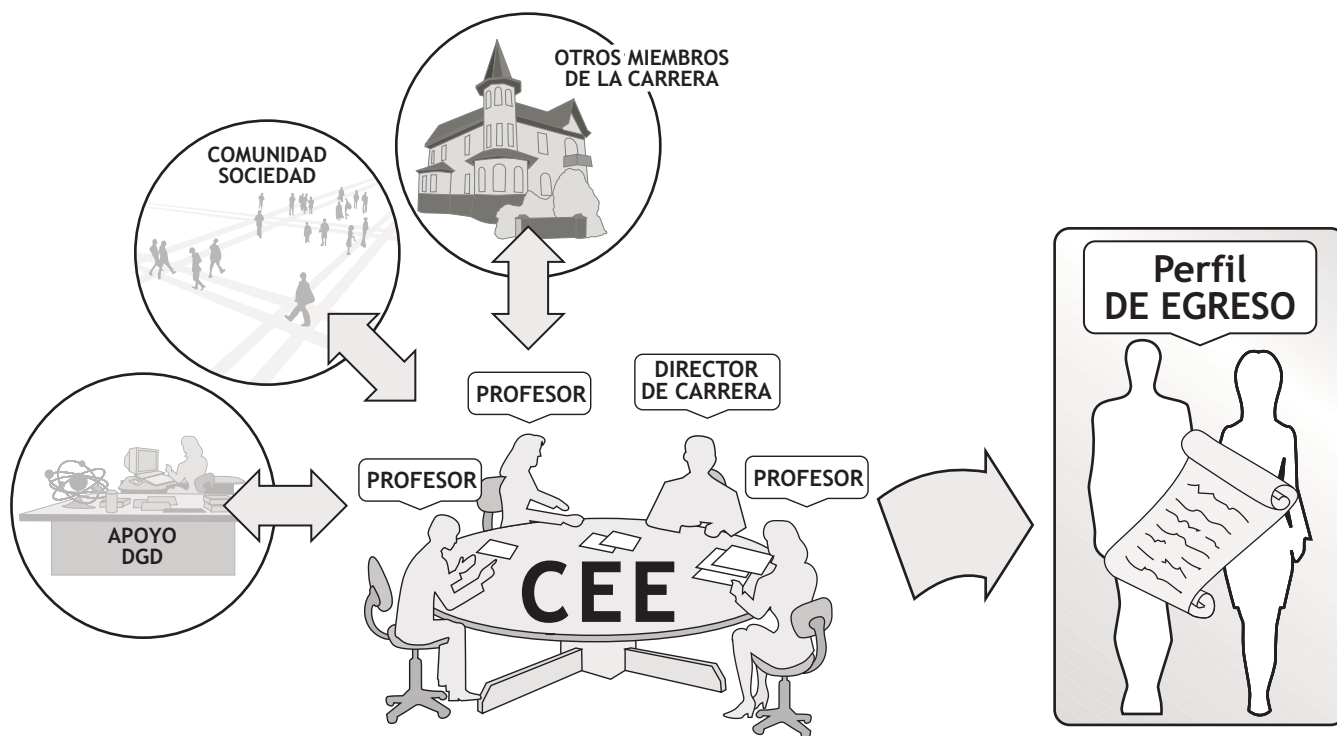 OTROS MIEMBROS
DE LA CARRERA
COMUNIDAD
SOCIEDAD
APOYO
DGD
PROFESOR
PROFESOR
DIRECTOR
DE CARRERA
PROFESOR
CEE
Perfil
DE EGRESO